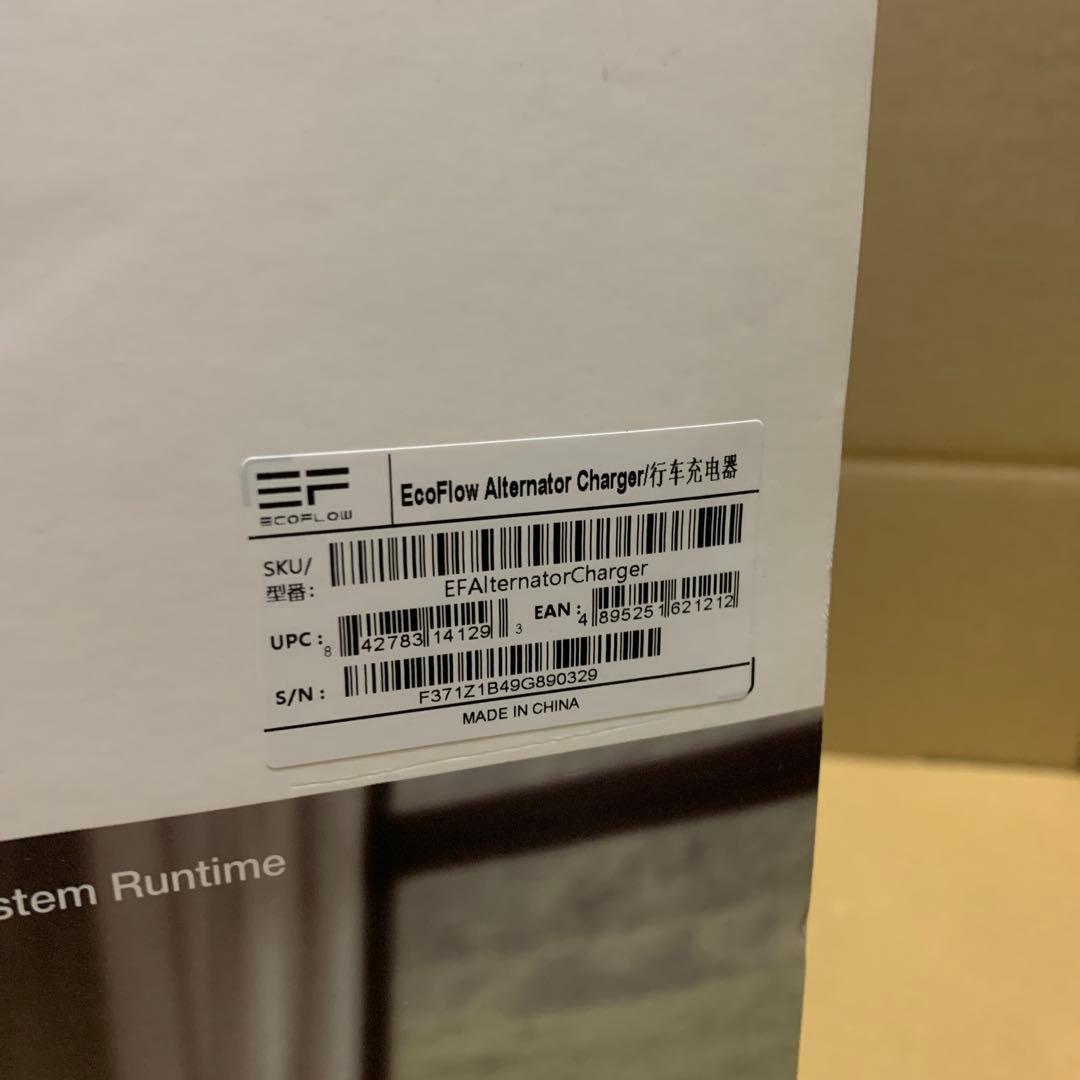 EF
ECOFLOW
EcoFlow Alternator Charger/行车充电器
SKU/
型番:
EFAlternatorCharger
UPC: 8 42783 14129 3
EAN: 4 895251 621212
S/N:
F371Z1B49G890329
MADE IN CHINA
stem Runtime